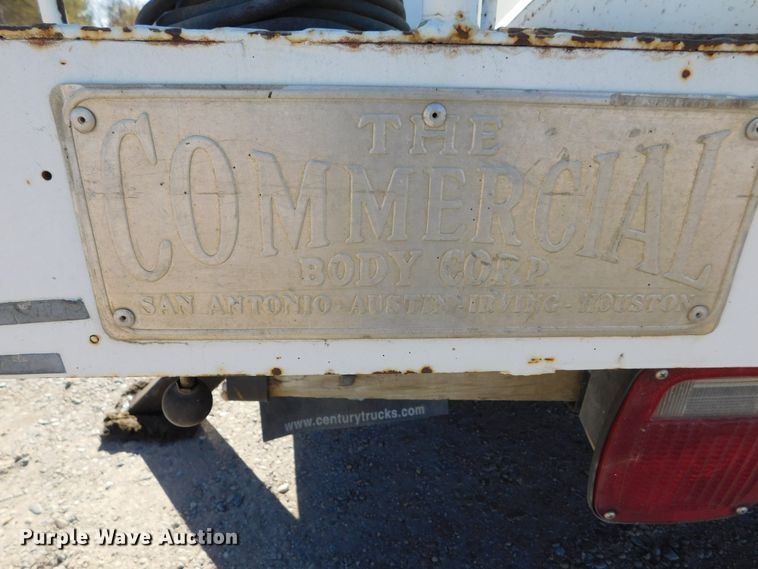 THE
COMMERCIAL
BODY CORP
SAN ANTONIO - AUSTIN - IRVING - HOUSTON
www.centurytrucks.com
Purple Wave Auction